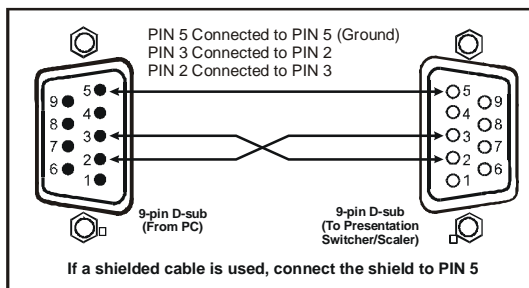 PIN 5 Connected to PIN 5 (Ground)
PIN 3 Connected to PIN 2
PIN 2 Connected to PIN 3
5
9
4
8
3
7
2
6
1
5
9
4
8
3
7
2
6
1
9-pin D-sub
(From PC)
9-pin D-sub
(To Presentation
Switcher/Scaler)
If a shielded cable is used, connect the shield to PIN 5